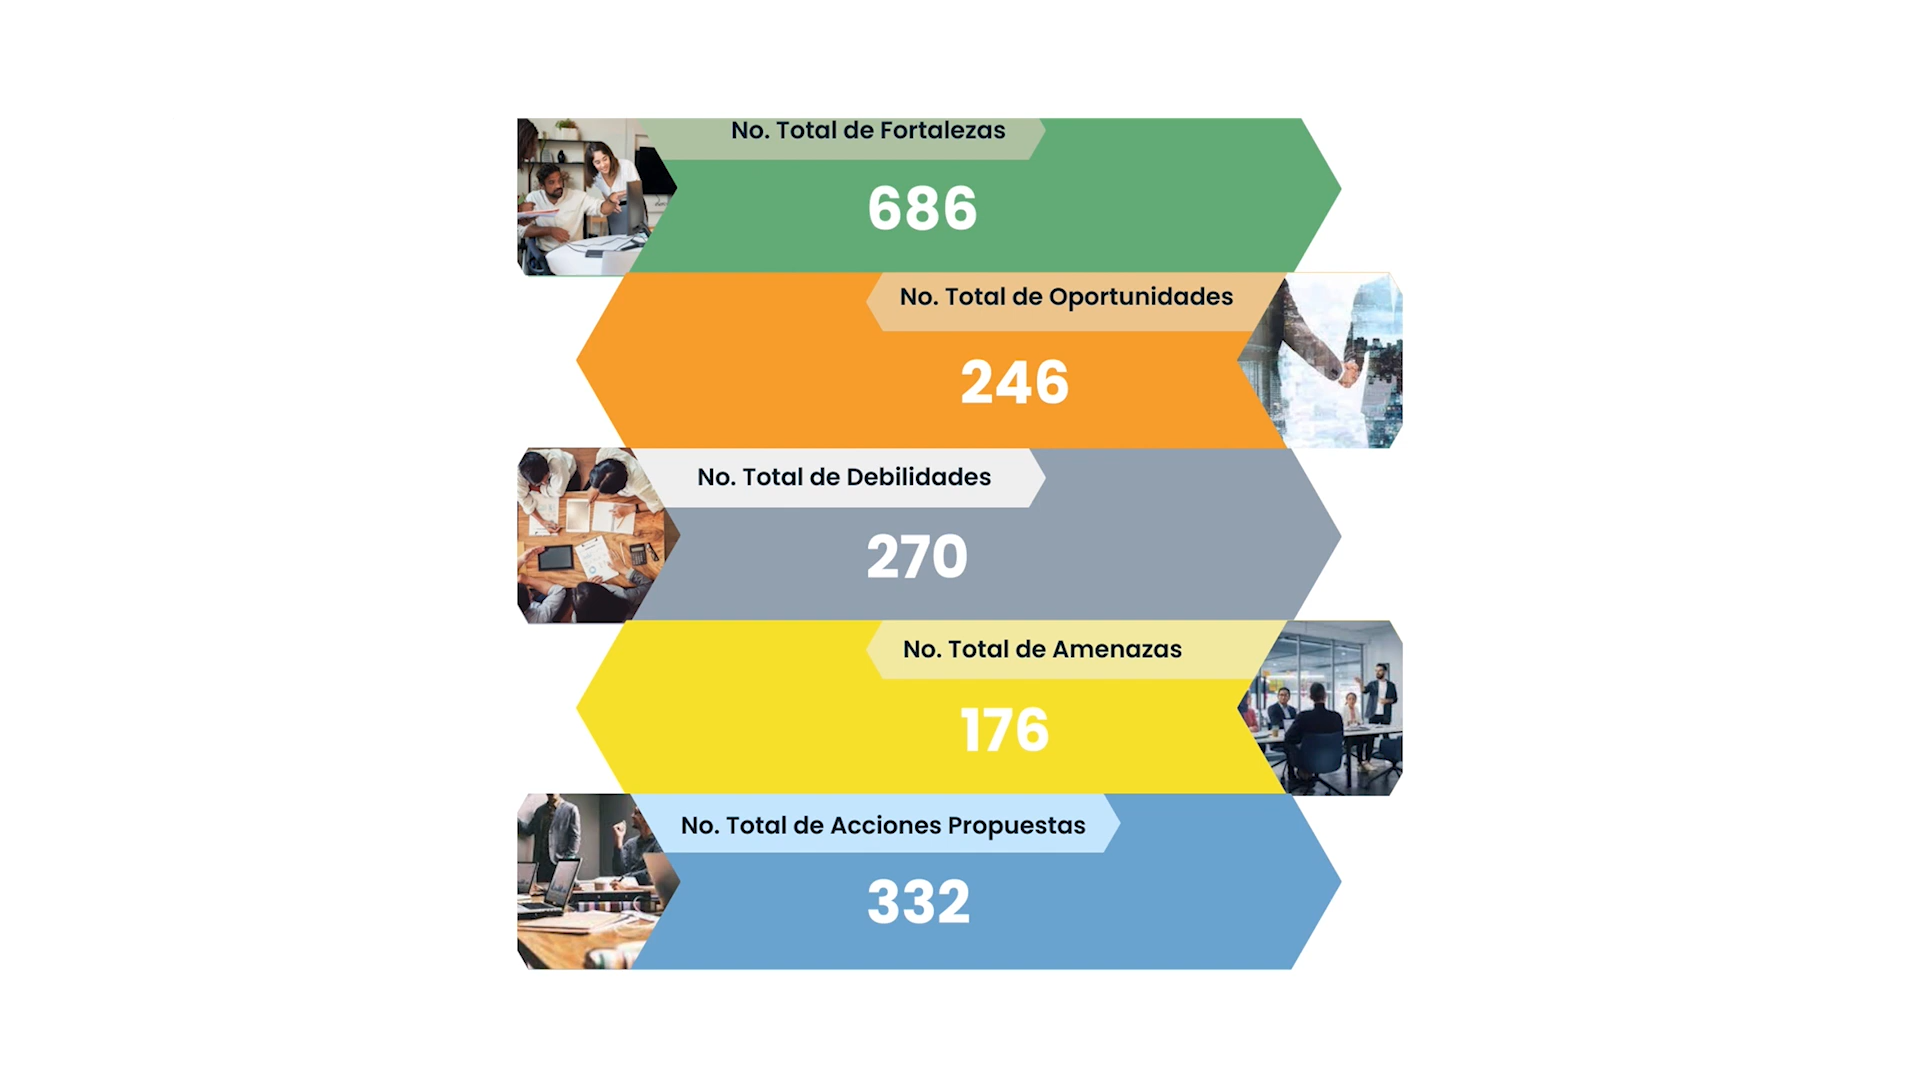 No. Total de Fortalezas
686
No. Total de Oportunidades
246
No. Total de Debilidades
270
No. Total de Amenazas
176
No. Total de Acciones Propuestas
332